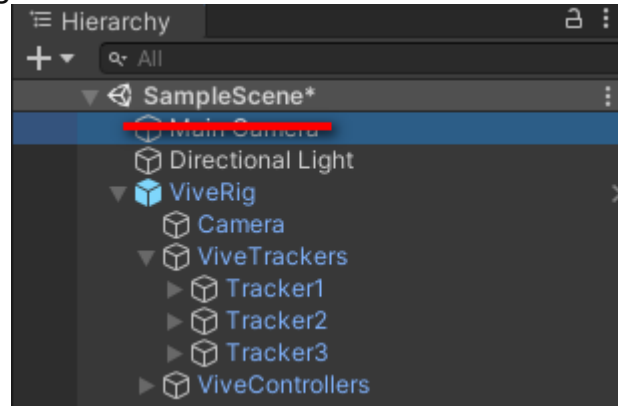 Hierarchy
All
SampleScene*
Main Camera
Directional Light
ViveRig
Camera
ViveTrackers
Tracker1
Tracker2
Tracker3
ViveControllers